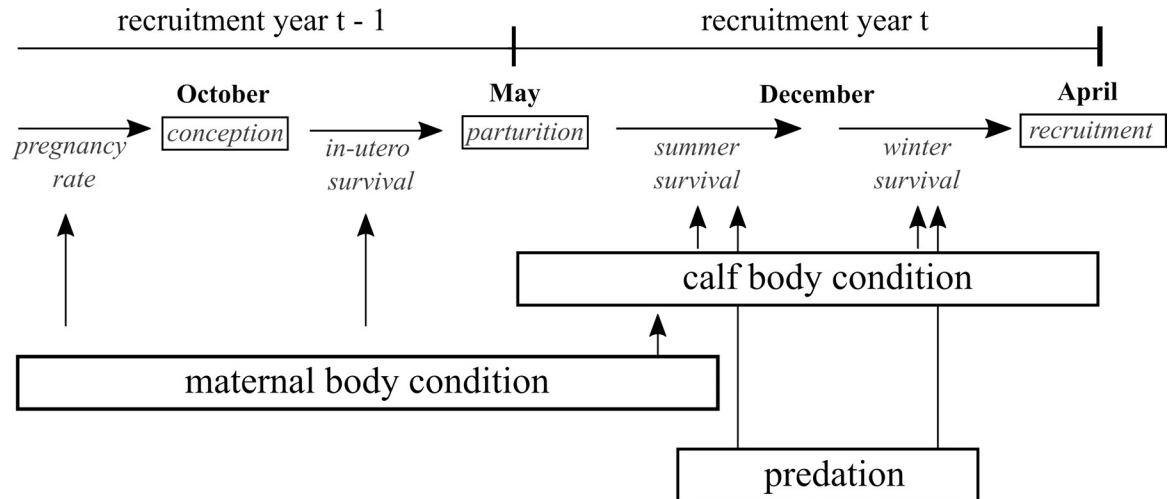 recruitment year t - 1
recruitment year t
October
May
December
April
conception
parturition
recruitment
pregnancy
rate
in-utero
survival
summer
survival
winter
survival
calf body condition
maternal body condition
predation